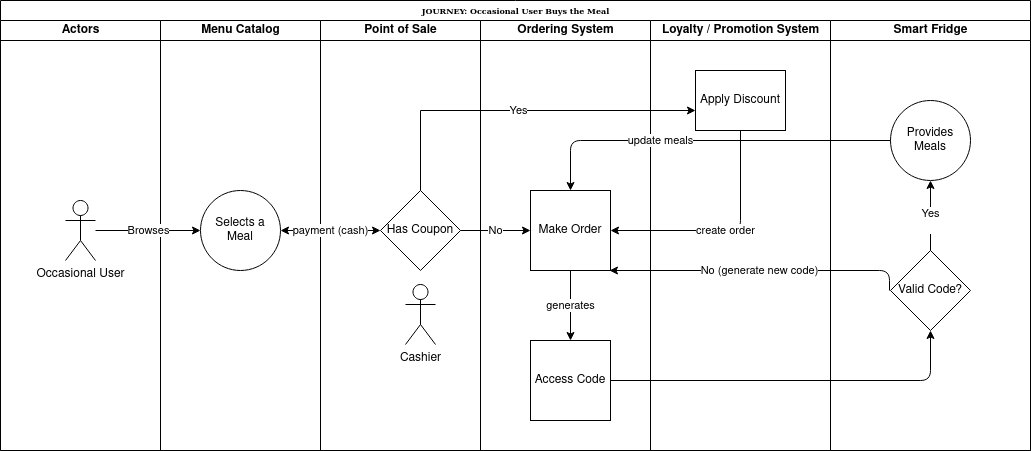 JOURNEY: Occasional User Buys the Meal
Actors
Menu Catalog
Point of Sale
Ordering System
Loyalty / Promotion System
Smart Fridge
Apply Discount
Yes
update meals
Provides
Meals
Occasional User
Browses
Selects a
Meal
payment (cash)
Has Coupon
No
Make Order
create order
Yes
No (generate new code)
Valid Code?
generates
Cashier
Access Code